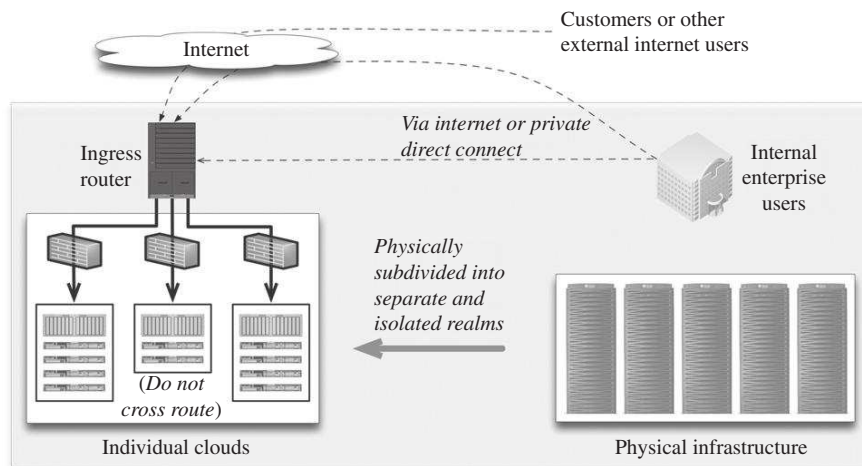 Customers or other
external internet users
Internet
Via internet or private
direct connect
Ingress
router
Internal
enterprise
users
Physically
subdivided into
separate and
isolated realms
(Do not
cross route)
Individual clouds
Physical infrastructure